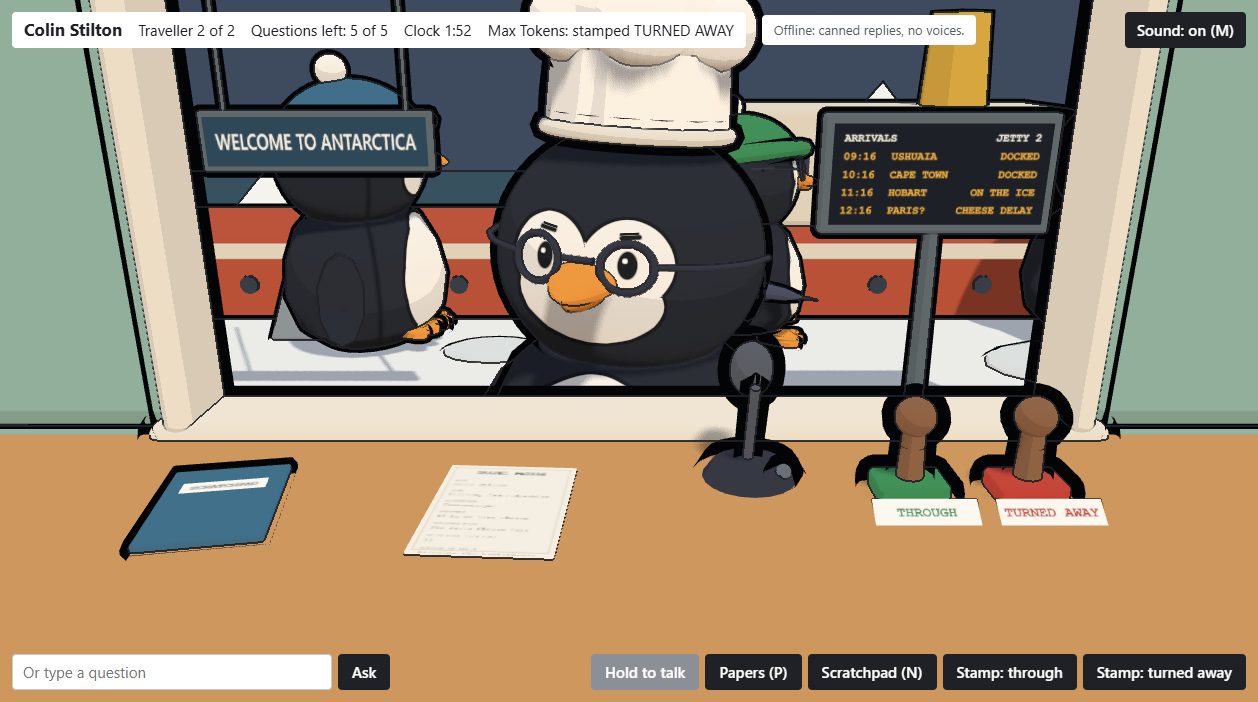 Colin Stilton Traveller 2 of 2 Questions left: 5 of 5 Clock 1:52 Max Tokens: stamped TURNED AWAY
Offline: canned replies, no voices.
Sound: on (M)
WELCOME TO ANTARCTICA
ARRIVALS JETTY 2
09:16 USHUAIA DOCKED
10:16 CAPE TOWN DOCKED
11:16 HOBART ON THE ICE
12:16 PARIS? CHEESE DELAY
THROUGH
TURNED AWAY
Or type a question
Ask
Hold to talk
Papers (P)
Scratchpad (N)
Stamp: through
Stamp: turned away